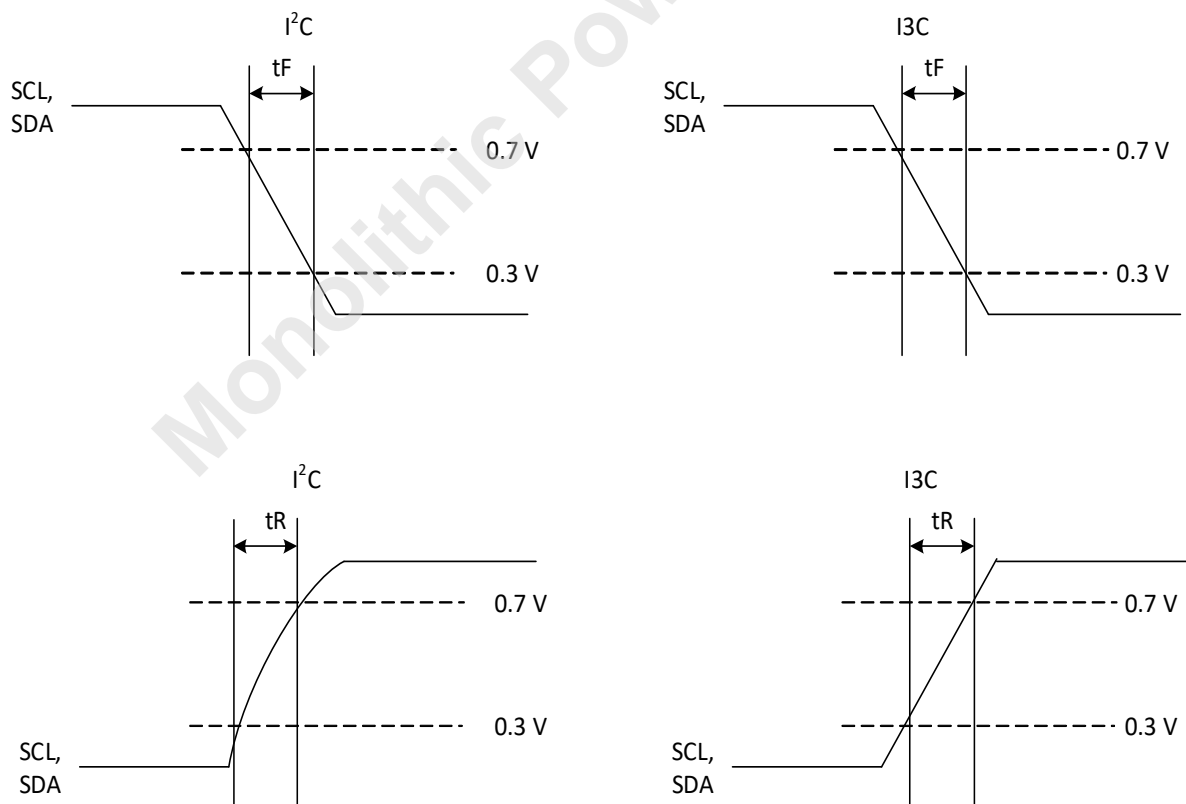 I²C
tF
SCL,
SDA
0.7 V
0.3 V
I3C
tF
SCL,
SDA
0.7 V
0.3 V
I²C
tR
0.7 V
0.3 V
SCL,
SDA
I3C
tR
0.7 V
0.3 V
SCL,
SDA
Monolithic Pow